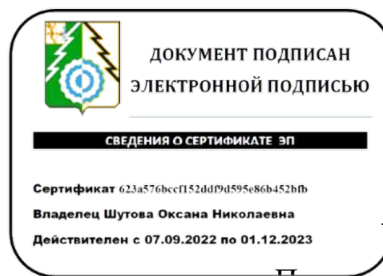 ДОКУМЕНТ ПОДПИСАН
ЭЛЕКТРОННОЙ ПОДПИСЬЮ
СВЕДЕНИЯ О СЕРТИФИКАТЕ ЭП
Сертификат 623a576bccf152ddf9d595e86b452bfb
Владелец Шутова Оксана Николаевна
Действителен с 07.09.2022 по 01.12.2023